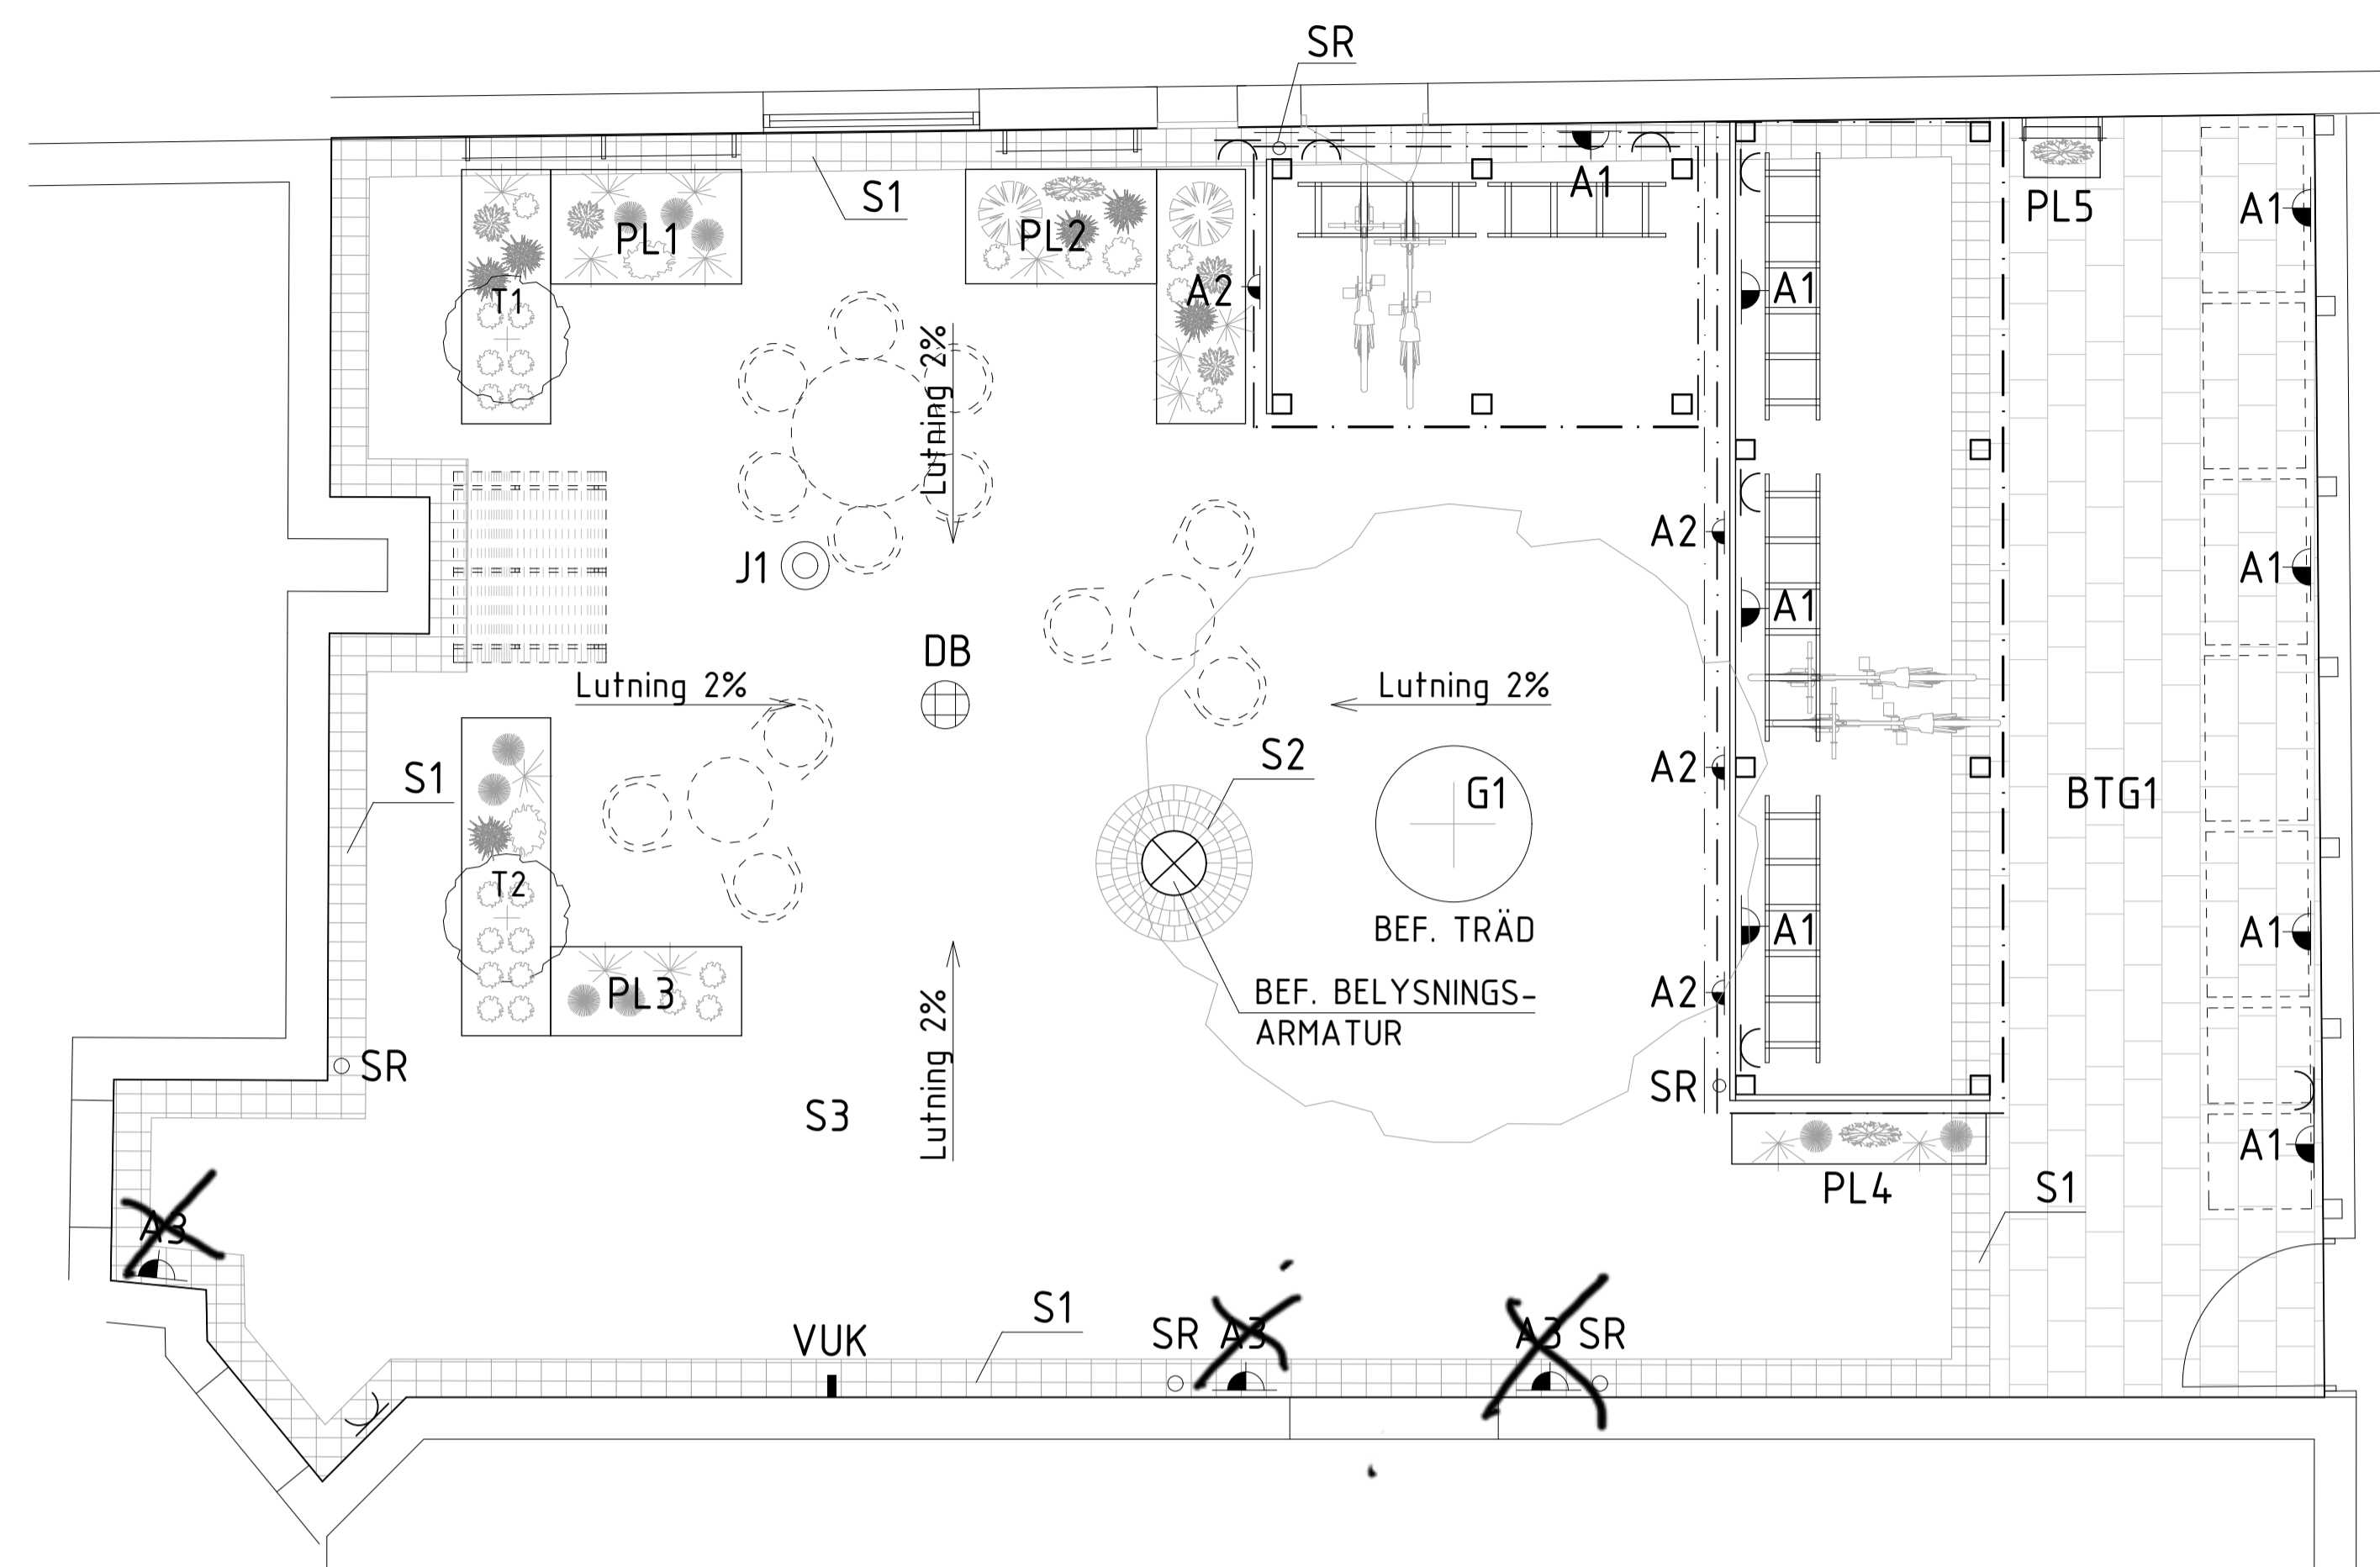 SR
S1
A1
PL5
A1
PL1
PL2
A2
A1
T1
Lutning 2%
A2
A1
J1
A1
DB
Lutning 2%
Lutning 2%
S2
A2
S1
G1
BTG1
T2
BEF. TRÄD
A1
A1
PL3
BEF. BELYSNINGS-
ARMATUR
A2
Lutning 2%
SR
SR
S3
A1
PL4
S1
A3
S1
VUK
SR A3
A3 SR